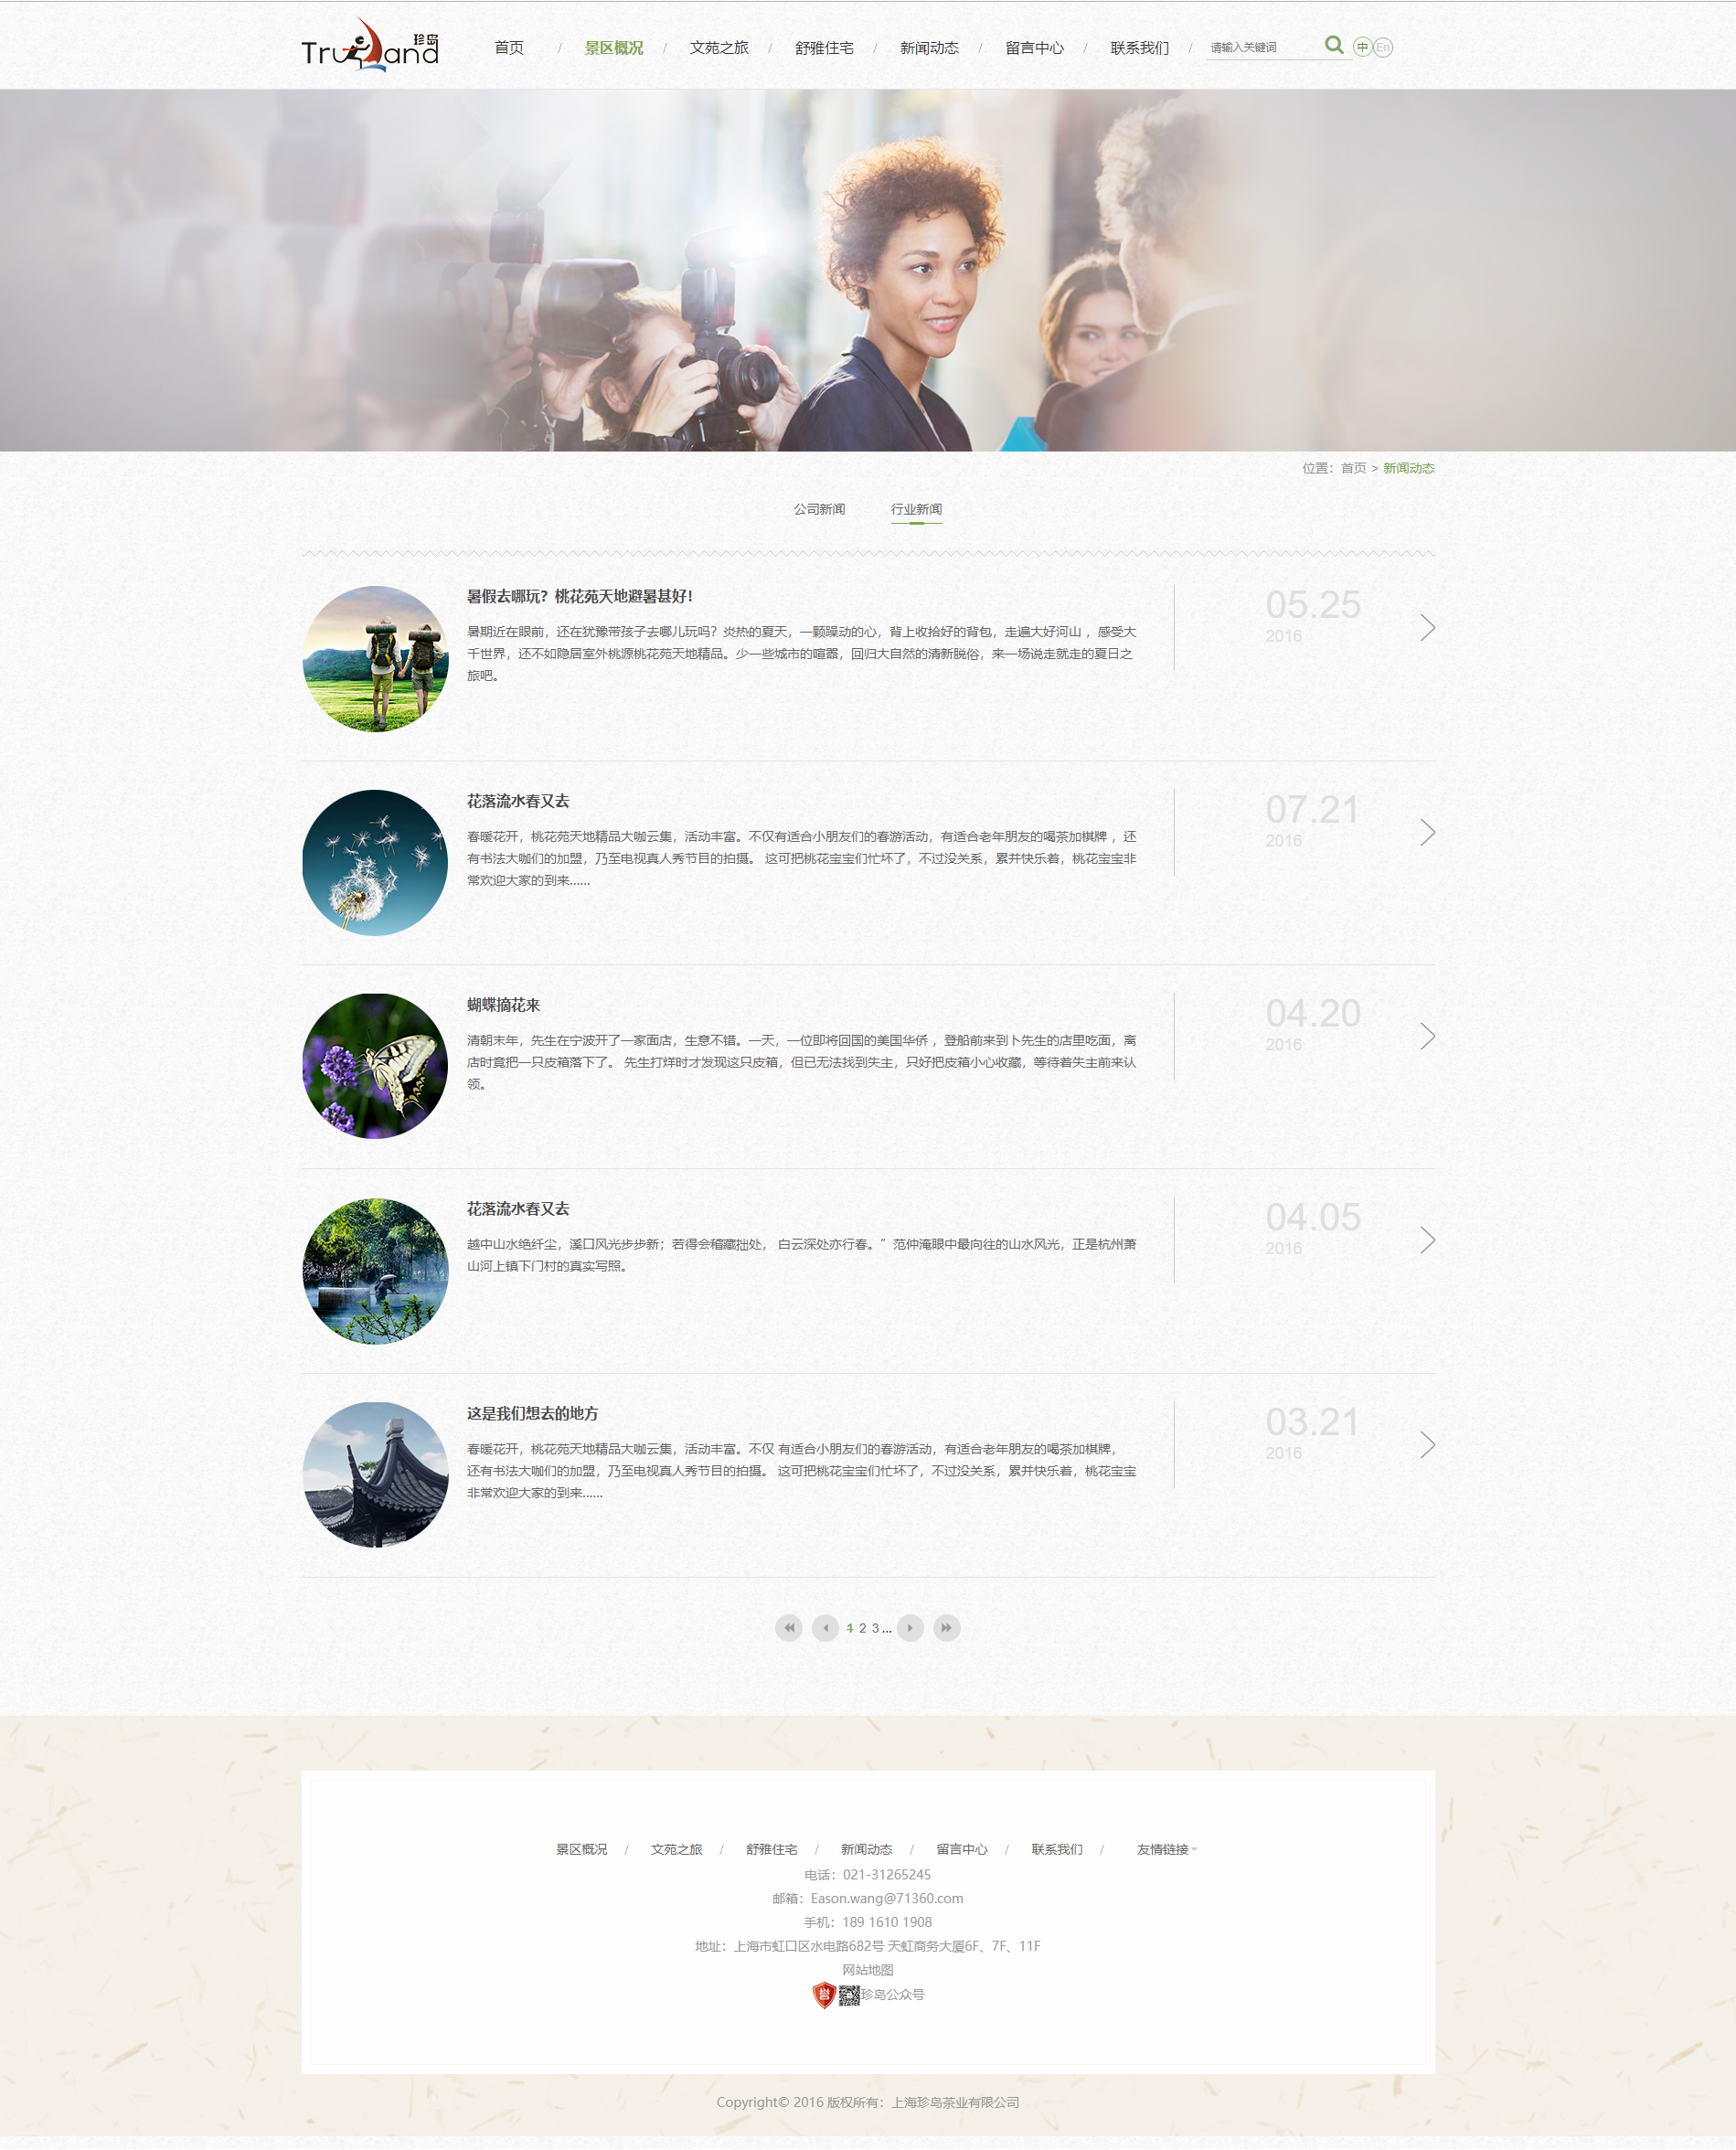 Trueland 珍岛
首页 / 景区概况 / 文苑之旅 / 舒雅住宅 / 新闻动态 / 留言中心 / 联系我们 / 请输入关键词 中 En
位置：首页 > 新闻动态
公司新闻 行业新闻
暑假去哪玩？桃花苑天地避暑甚好！
暑期近在眼前，还在犹豫带孩子去哪儿玩吗？炎热的夏天，一颗躁动的心，背上收拾好的背包，走遍大好河山 ，感受大
千世界，还不如隐居室外桃源桃花苑天地精品。少一些城市的喧嚣，回归大自然的清新脱俗，来一场说走就走的夏日之
旅吧。
05.25
2016
花落流水春又去
春暖花开，桃花苑天地精品大咖云集，活动丰富。不仅有适合小朋友们的春游活动，有适合老年朋友的喝茶加棋牌 ，还
有书法大咖们的加盟，乃至电视真人秀节目的拍摄。 这可把桃花宝宝们忙坏了，不过没关系，累并快乐着，桃花宝宝非
常欢迎大家的到来……
07.21
2016
蝴蝶摘花来
清朝末年，先生在宁波开了一家面店，生意不错。一天，一位即将回国的美国华侨 ，登船前来到卜先生的店里吃面，离
店时竟把一只皮箱落下了。 先生打烊时才发现这只皮箱，但已无法找到失主，只好把皮箱小心收藏，等待着失主前来认
领。
04.20
2016
花落流水春又去
越中山水绝纤尘，溪口风光步步新；若得会稽藏拙处， 白云深处亦行春。”范仲淹眼中最向往的山水风光，正是杭州萧
山河上镇下门村的真实写照。
04.05
2016
这是我们想去的地方
春暖花开，桃花苑天地精品大咖云集，活动丰富。不仅 有适合小朋友们的春游活动，有适合老年朋友的喝茶加棋牌，
还有书法大咖们的加盟，乃至电视真人秀节目的拍摄。 这可把桃花宝宝们忙坏了，不过没关系，累并快乐着，桃花宝宝
非常欢迎大家的到来……
03.21
2016
1 2 3 ...
景区概况 / 文苑之旅 / 舒雅住宅 / 新闻动态 / 留言中心 / 联系我们 / 友情链接
电话：021-31265245
邮箱：Eason.wang@71360.com
手机：189 1610 1908
地址：上海市虹口区水电路682号 天虹商务大厦6F、7F、11F
网站地图
誉 珍岛公众号
Copyright© 2016 版权所有：上海珍岛茶业有限公司